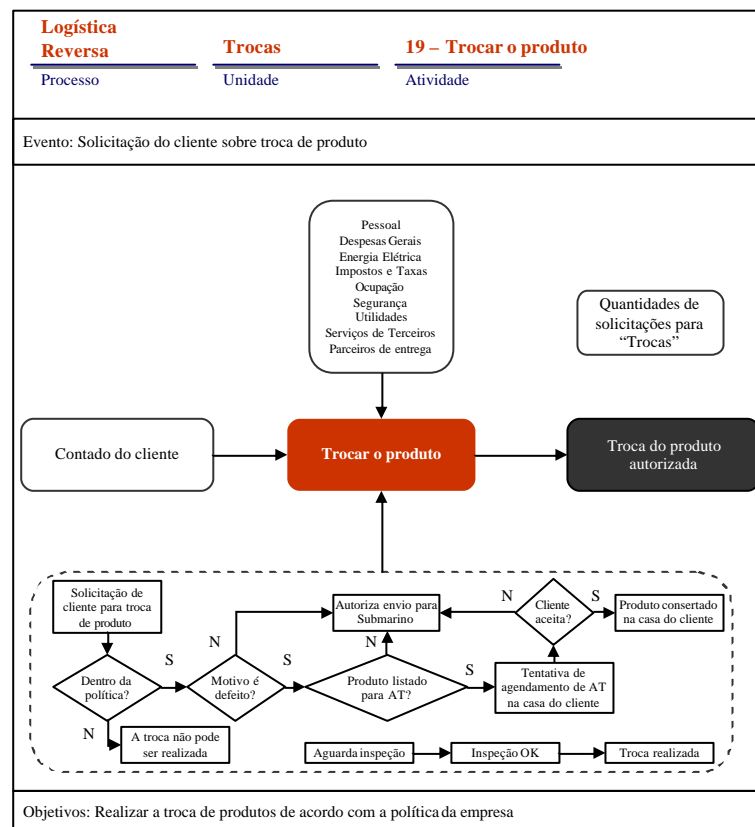 Logística
Reversa
Trocas
19 – Trocar o produto
Processo
Unidade
Atividade
Evento: Solicitação do cliente sobre troca de produto
Pessoal
Despesas Gerais
Energia Elétrica
Impostos e Taxas
Ocupação
Segurança
Utilidades
Serviços de Terceiros
Parceiros de entrega
Quantidades de
solicitações para
“Trocas”
Contado do cliente
Trocar o produto
Troca do produto
autorizada
Solicitação de
cliente para troca
de produto
Autoriza envio para
Submarino
N
Cliente
aceita?
S
Produto consertado
na casa do cliente
N
N
Dentro da
política?
S
Motivo é
defeito?
S
Produto listado
para AT?
S
Tentativa de
agendamento de AT
na casa do cliente
N
A troca não pode
ser realizada
Aguarda inspeção
Inspeção OK
Troca realizada
Objetivos: Realizar a troca de produtos de acordo com a política da empresa